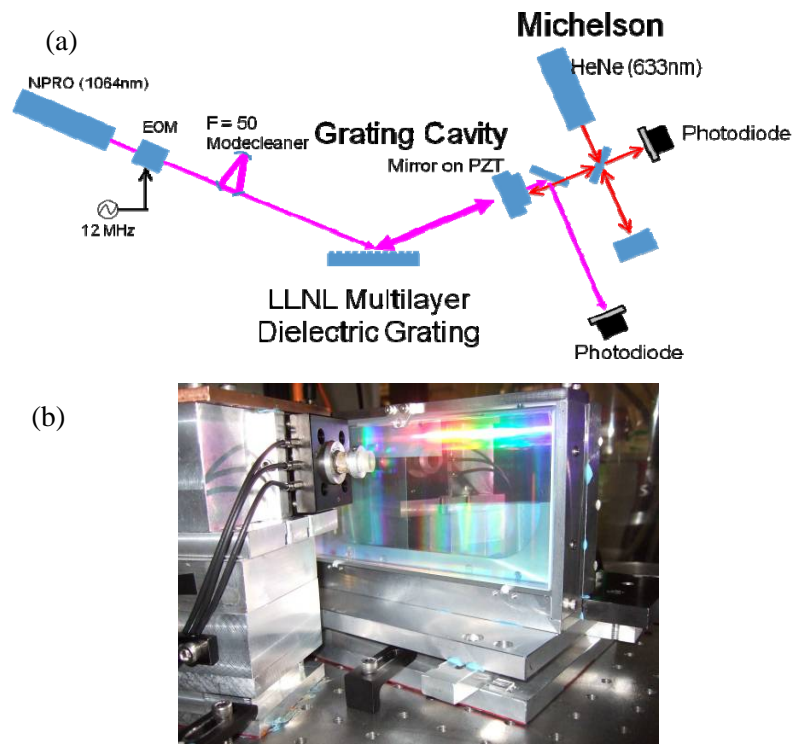 (a)
Michelson
HeNe (633nm)
NPRO (1064nm)
EOM
F = 50
Modecleaner
Grating Cavity
Mirror on PZT
Photodiode
12 MHz
LLNL Multilayer
Dielectric Grating
Photodiode
(b)